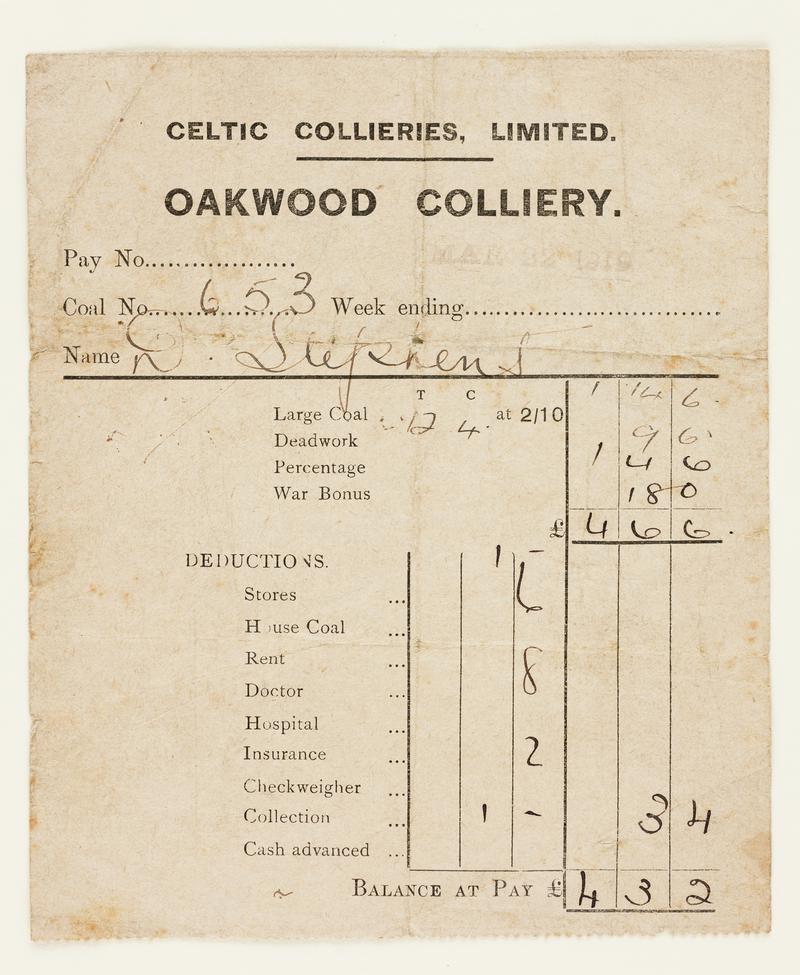 CELTIC COLLIERIES, LIMITED.
OAKWOOD COLLIERY.
Pay No...................
Coal No. 653 Week ending................................
Name D. Stephens
T C
Large Coal 12 4 at 2/10 1 14 6
Deadwork 9 6
Percentage 1 4 6
War Bonus 18 0
£ 4 6 6
DEDUCTIONS. 1 -
Stores ... 6
House Coal ...
Rent ... 8
Doctor ...
Hospital ...
Insurance ... 2
Checkweigher ...
Collection ... 1 - 3 4
Cash advanced ...
BALANCE AT PAY £ 4 3 2